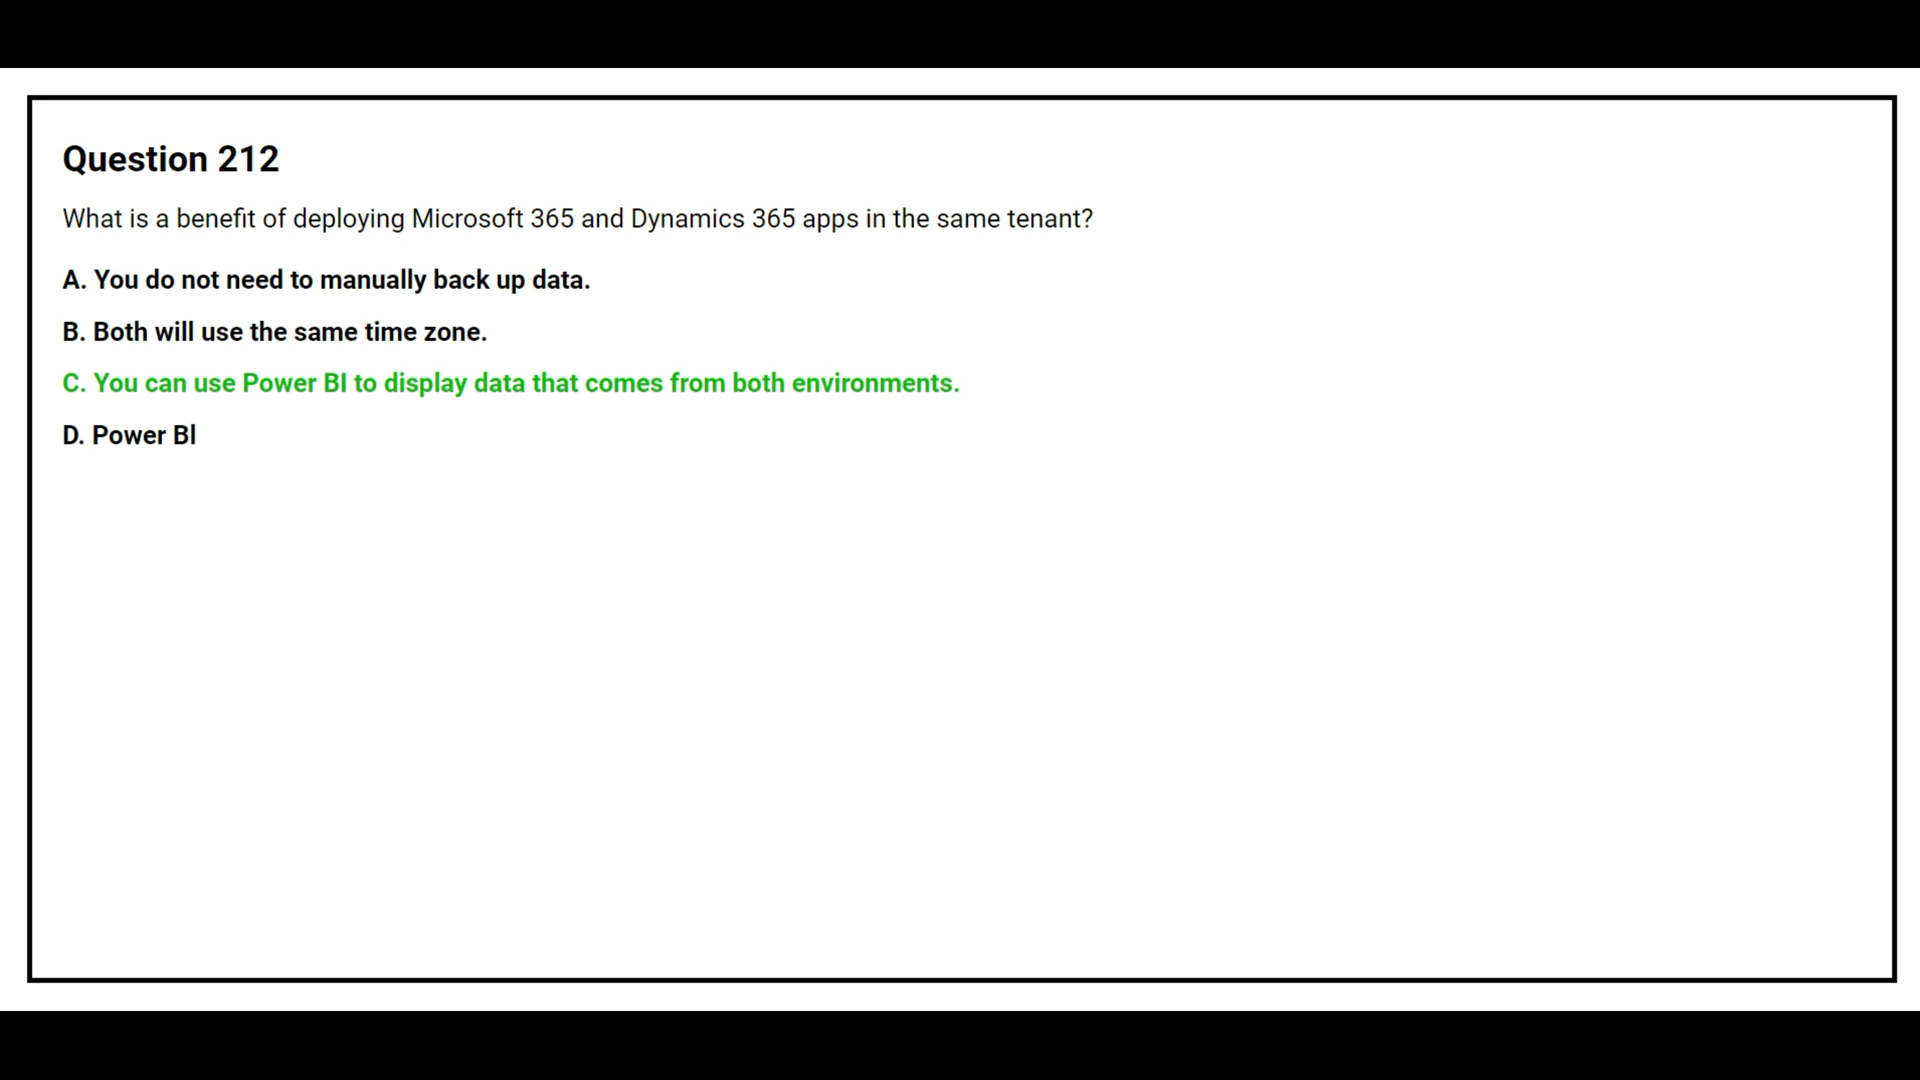 Question 212
What is a benefit of deploying Microsoft 365 and Dynamics 365 apps in the same tenant?
A. You do not need to manually back up data.
B. Both will use the same time zone.
C. You can use Power BI to display data that comes from both environments.
D. Power Bl